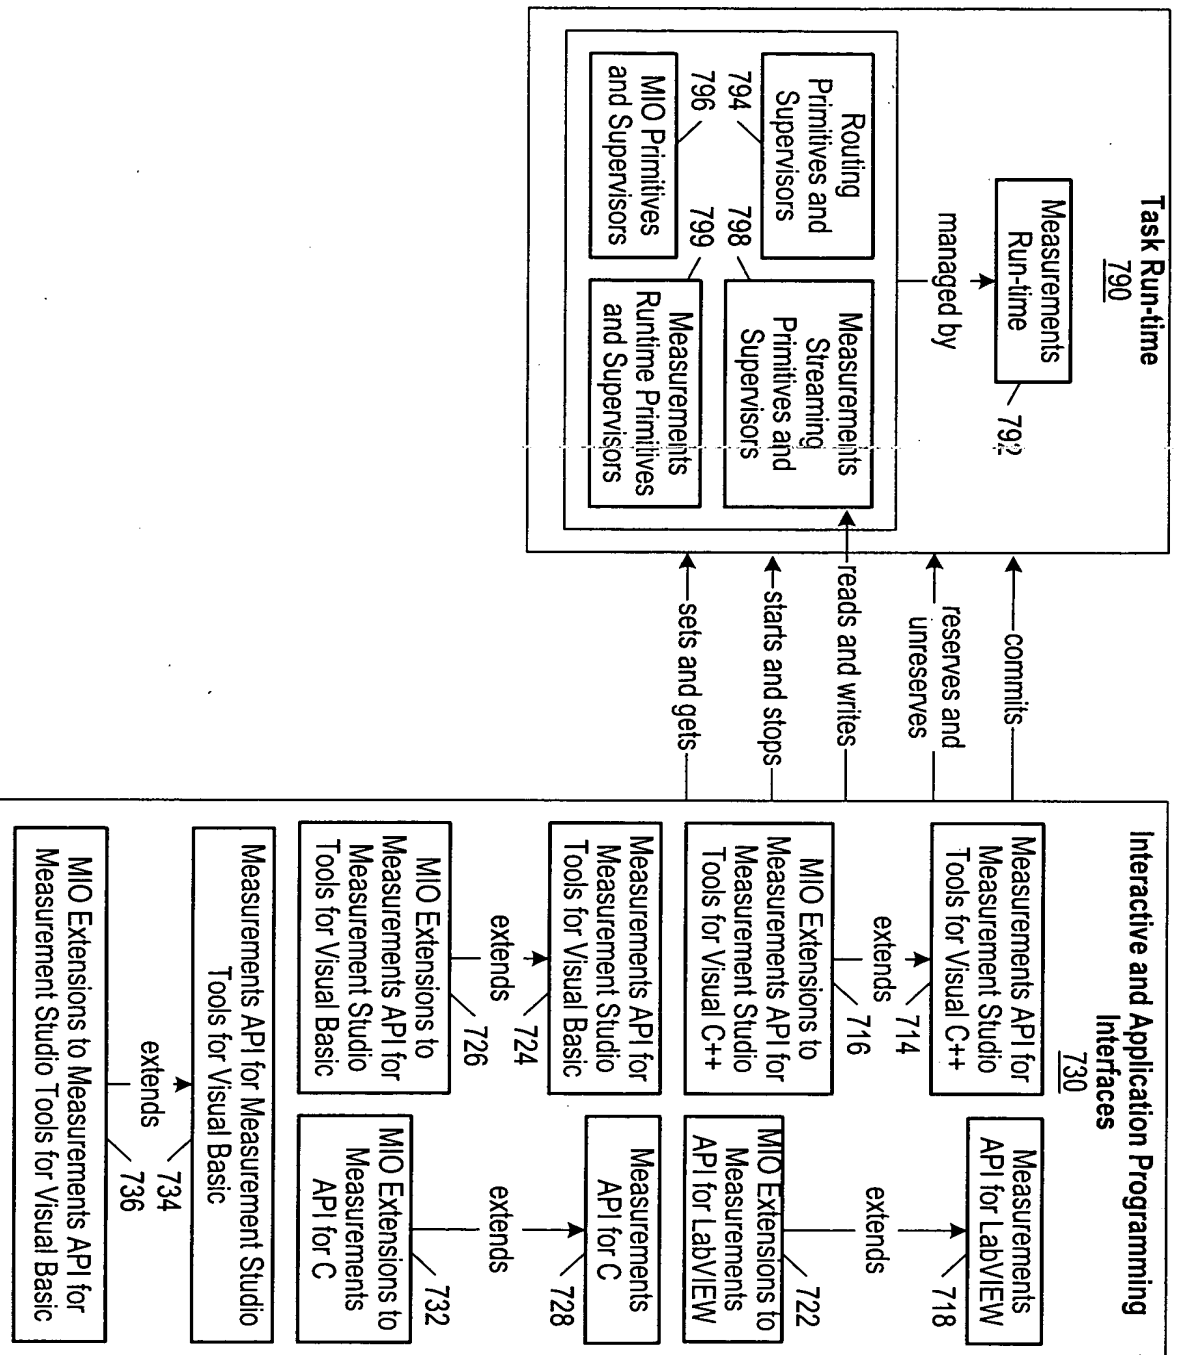 Task Run-time
790
Measurements
Run-time
792
managed by
Routing
Primitives and
Supervisors
794
Measurements
Streaming
Primitives and
Supervisors
798
MIO Primitives
and Supervisors
796
Measurements
Runtime Primitives
and Supervisors
799
commits
reserves and
unreserves
reads and writes
starts and stops
sets and gets
Interactive and Application Programming
Interfaces
730
Measurements API for
Measurement Studio
Tools for Visual C++
714
extends
716
MIO Extensions to
Measurements API for
Measurement Studio
Tools for Visual C++
Measurements
API for LabVIEW
718
extends
722
MIO Extensions to
Measurements
API for LabVIEW
Measurements API for
Measurement Studio
Tools for Visual Basic
724
extends
726
MIO Extensions to
Measurements API for
Measurement Studio
Tools for Visual Basic
Measurements
API for C
728
extends
732
MIO Extensions to
Measurements
API for C
Measurements API for Measurement Studio
Tools for Visual Basic
734
extends
736
MIO Extensions to Measurements API for
Measurement Studio Tools for Visual Basic